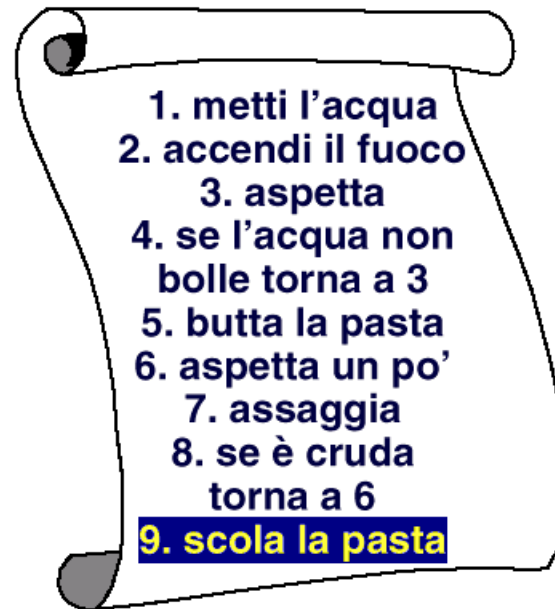 1. metti l’acqua
2. accendi il fuoco
3. aspetta
4. se l’acqua non
bolle torna a 3
5. butta la pasta
6. aspetta un po’
7. assaggia
8. se è cruda
torna a 6
9. scola la pasta